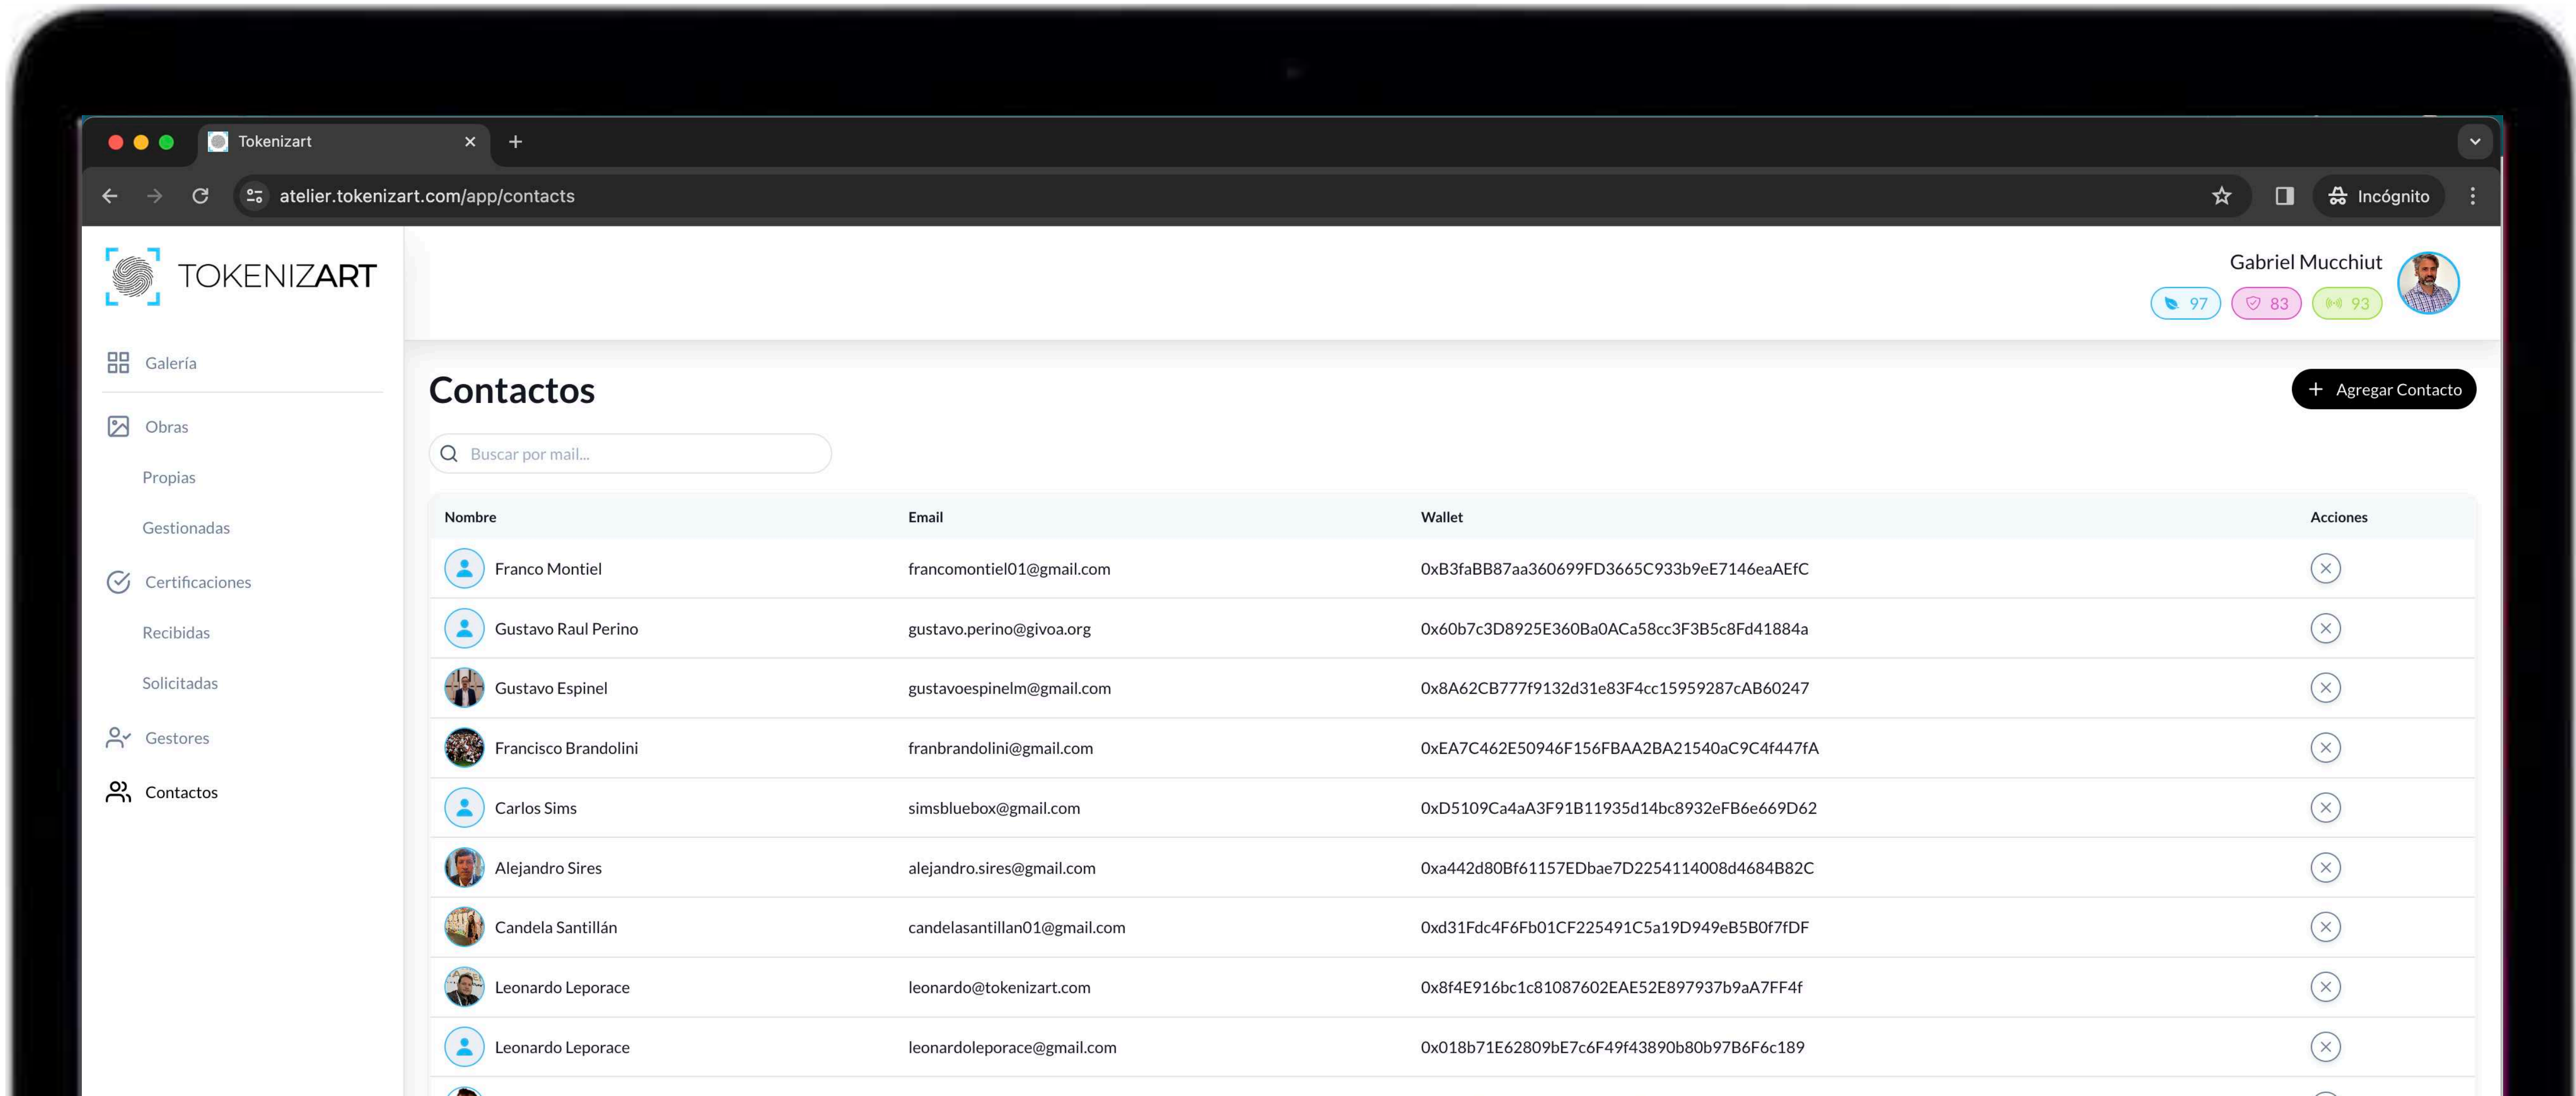 Tokenizart
atelier.tokenizart.com/app/contacts
Incógnito
TOKENIZART
Gabriel Mucchiut
97 83 93
Galería
Obras
Propias
Gestionadas
Certificaciones
Recibidas
Solicitadas
Gestores
Contactos
Contactos
+ Agregar Contacto
Buscar por mail...
Nombre Email Wallet Acciones
Franco Montiel francomontiel01@gmail.com 0xB3faBB87aa360699FD3665C933b9eE7146eaAEfC
Gustavo Raul Perino gustavo.perino@givoa.org 0x60b7c3D8925E360Ba0ACa58cc3F3B5c8Fd41884a
Gustavo Espinel gustavoespinelm@gmail.com 0x8A62CB777f9132d31e83F4cc15959287cAB60247
Francisco Brandolini franbrandolini@gmail.com 0xEA7C462E50946F156FBAA2BA21540aC9C4f447fA
Carlos Sims simsbluebox@gmail.com 0xD5109Ca4aA3F91B11935d14bc8932eFB6e669D62
Alejandro Sires alejandro.sires@gmail.com 0xa442d80Bf61157EDbae7D2254114008d4684B82C
Candela Santillán candelasantillan01@gmail.com 0xd31Fdc4F6Fb01CF225491C5a19D949eB5B0f7fDF
Leonardo Leporace leonardo@tokenizart.com 0x8f4E916bc1c81087602EAE52E897937b9aA7FF4f
Leonardo Leporace leonardoleporace@gmail.com 0x018b71E62809bE7c6F49f43890b80b97B6F6c189